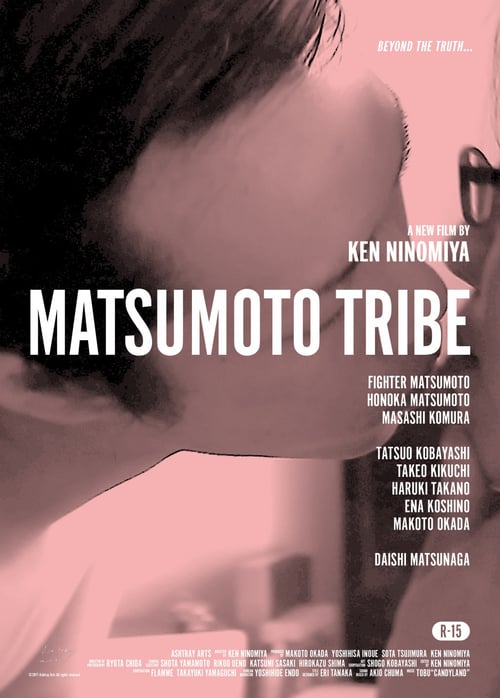 BEYOND THE TRUTH...
A NEW FILM BY
KEN NINOMIYA
MATSUMOTO TRIBE
FIGHTER MATSUMOTO
HONOKA MATSUMOTO
MASASHI KOMURA
TATSUO KOBAYASHI
TAKEO KIKUCHI
HARUKI TAKANO
ENA KOSHINO
MAKOTO OKADA
DAISHI MATSUNAGA
R-15
ASHTRAY ARTS KEN NINOMIYA MAKOTO OKADA YOSHIHISA INOUE SOTA TSUJIMURA KEN NINOMIYA
RYOTA CHIDA SHOTA YAMAMOTO RIKUO UENO KATSUMI SASAKI HIROKAZU SHIMA SHOGO KOBAYASHI KEN NINOMIYA
FLAMME TAKAYUKI YAMAGUCHI YOSHIHIDE ENDO ERI TANAKA AKIO CHUMA TOBU"CANDYLAND"